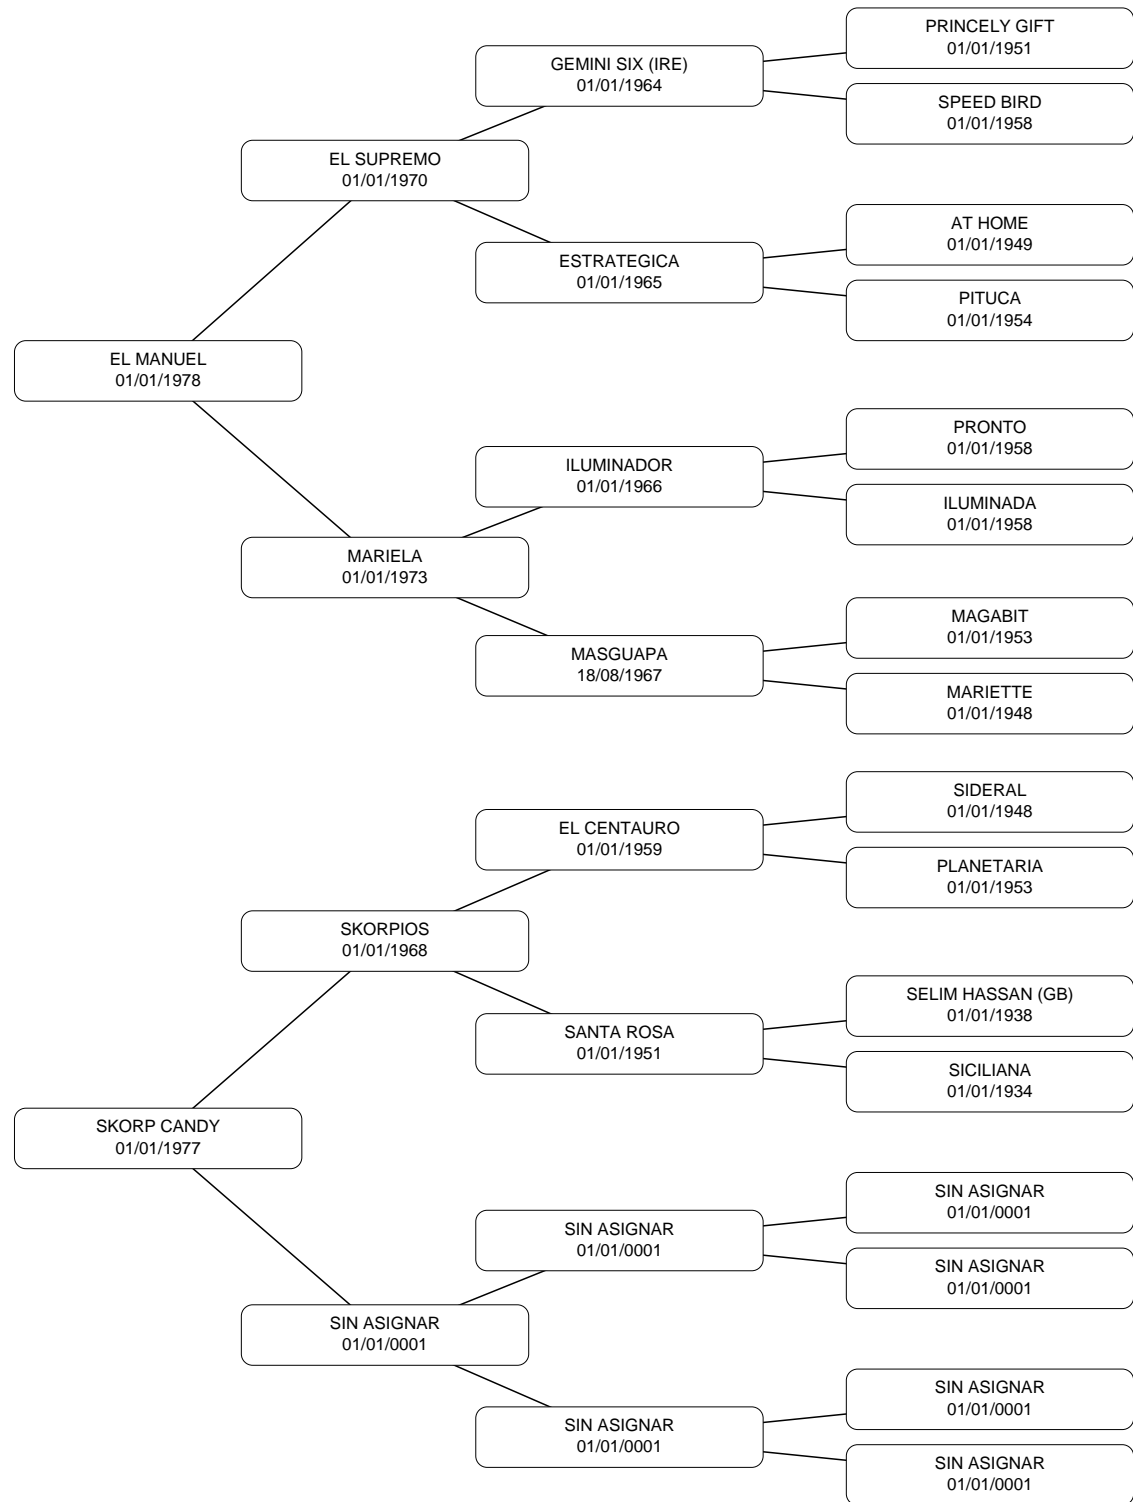 PRINCELY GIFT
01/01/1951
GEMINI SIX (IRE)
01/01/1964
SPEED BIRD
01/01/1958
EL SUPREMO
01/01/1970
AT HOME
01/01/1949
ESTRATEGICA
01/01/1965
PITUCA
01/01/1954
EL MANUEL
01/01/1978
PRONTO
01/01/1958
ILUMINADOR
01/01/1966
ILUMINADA
01/01/1958
MARIELA
01/01/1973
MAGABIT
01/01/1953
MASGUAPA
18/08/1967
MARIETTE
01/01/1948
SIDERAL
01/01/1948
EL CENTAURO
01/01/1959
PLANETARIA
01/01/1953
SKORPIOS
01/01/1968
SELIM HASSAN (GB)
01/01/1938
SANTA ROSA
01/01/1951
SICILIANA
01/01/1934
SKORP CANDY
01/01/1977
SIN ASIGNAR
01/01/0001
SIN ASIGNAR
01/01/0001
SIN ASIGNAR
01/01/0001
SIN ASIGNAR
01/01/0001
SIN ASIGNAR
01/01/0001
SIN ASIGNAR
01/01/0001
SIN ASIGNAR
01/01/0001